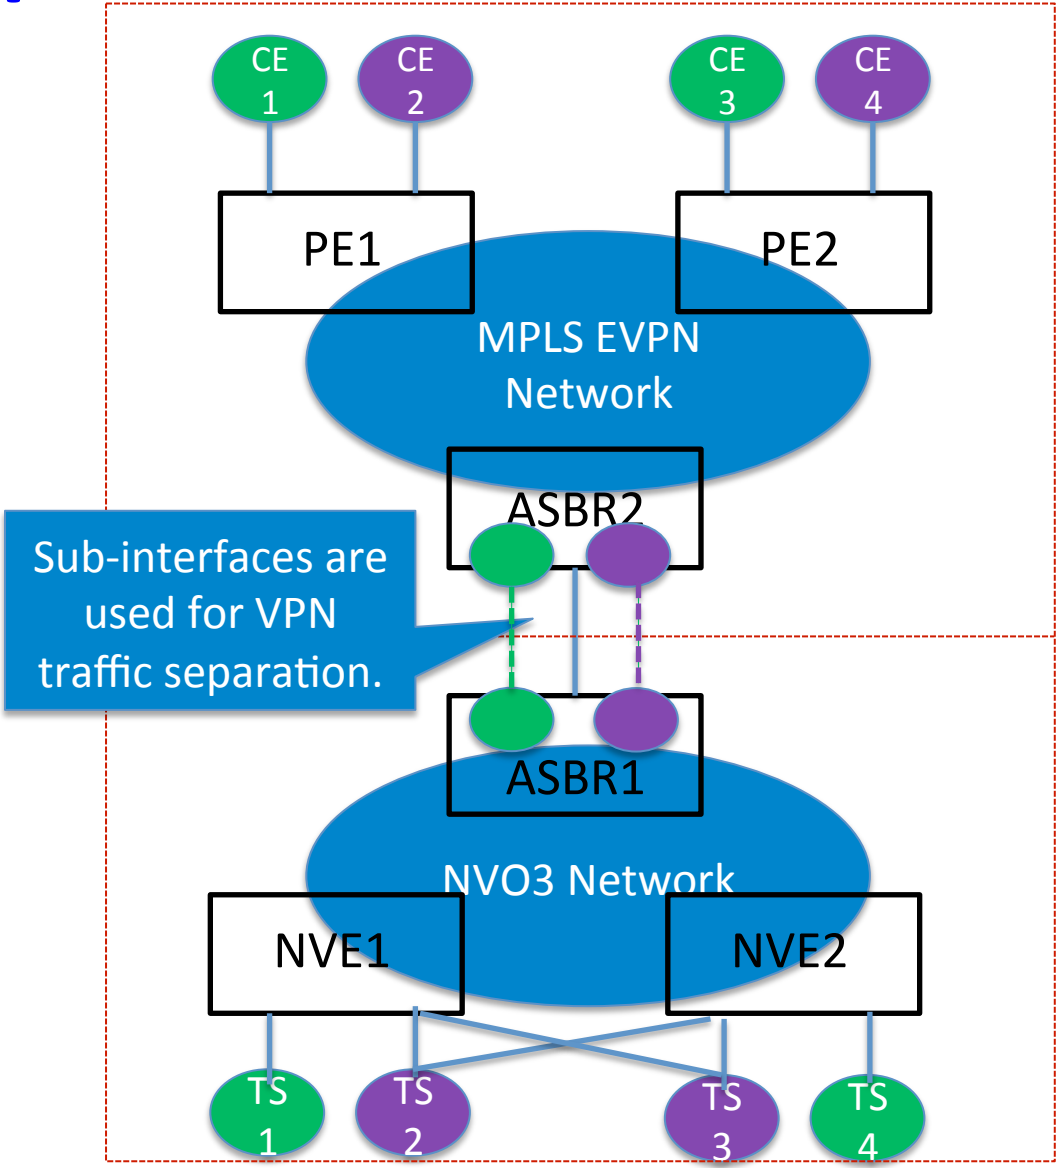 CE
1
CE
2
CE
3
CE
4
PE1
PE2
MPLS EVPN
Network
ASBR2
Sub-interfaces are
used for VPN
traffic separation.
ASBR1
NVO3 Network
NVE1
NVE2
TS
1
TS
2
TS
3
TS
4